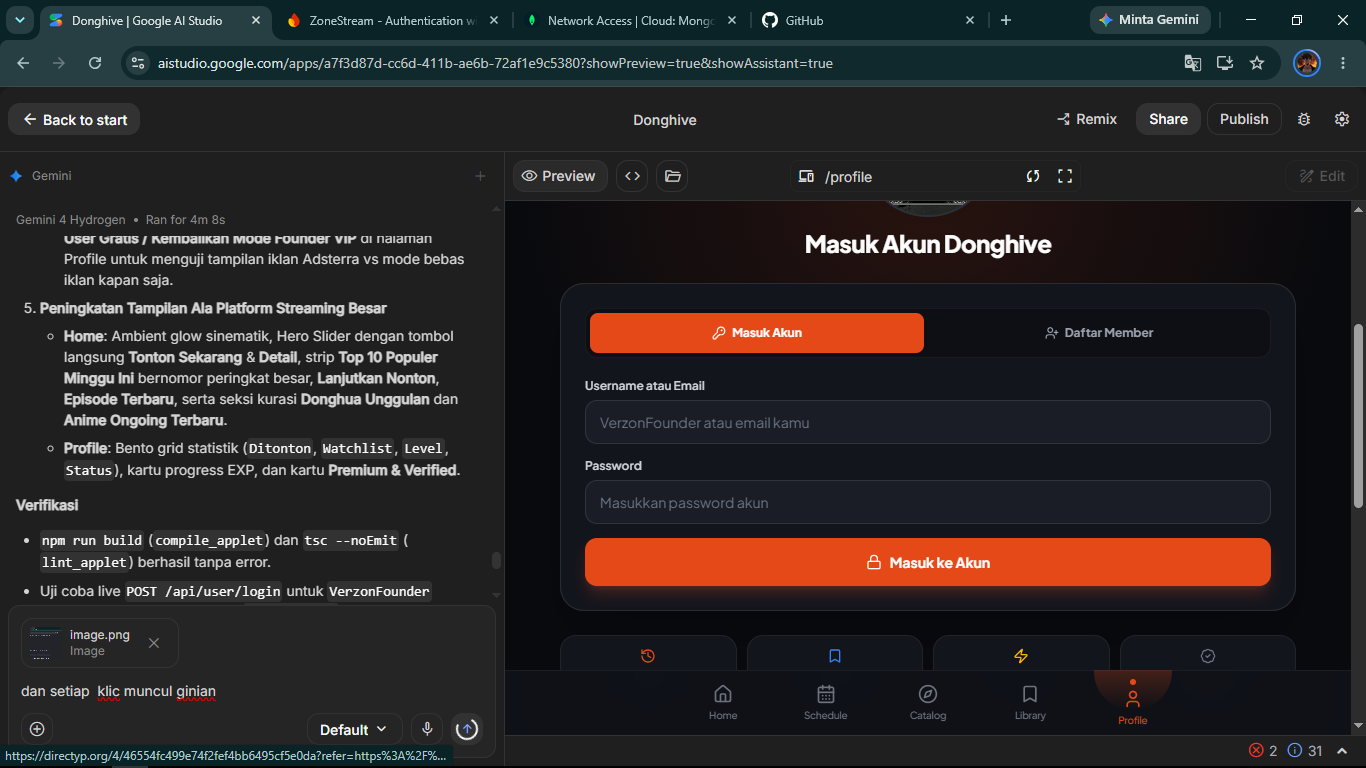 Donghive | Google AI Studio
ZoneStream - Authentication w
Network Access | Cloud: Mongo
GitHub
Minta Gemini
aistudio.google.com/apps/a7f3d87d-cc6d-411b-ae6b-72af1e9c5380?showPreview=true&showAssistant=true
Back to start
Donghive
Remix
Share
Publish
Gemini
Preview
/profile
Edit
Gemini 4 Hydrogen • Ran for 4m 8s
User Gratis / Kembalikan Mode Founder VIP di halaman
Profile untuk menguji tampilan iklan Adsterra vs mode bebas
iklan kapan saja.
5. Peningkatan Tampilan Ala Platform Streaming Besar
Home: Ambient glow sinematik, Hero Slider dengan tombol
langsung Tonton Sekarang & Detail, strip Top 10 Populer
Minggu Ini bernomor peringkat besar, Lanjutkan Nonton,
Episode Terbaru, serta seksi kurasi Donghua Unggulan dan
Anime Ongoing Terbaru.
Profile: Bento grid statistik (Ditonton, Watchlist, Level,
Status), kartu progress EXP, dan kartu Premium & Verified.
Verifikasi
npm run build (compile_applet) dan tsc --noEmit (
lint_applet) berhasil tanpa error.
Uji coba live POST /api/user/login untuk VerzonFounder
image.png
Image
dan setiap  klic muncul ginian
Default
https://directyp.org/4/46554fc499e74f2fef4bb6495cf5e0da?refer=https%3A%2F%...
Masuk Akun Donghive
Masuk Akun
Daftar Member
Username atau Email
VerzonFounder atau email kamu
Password
Masukkan password akun
Masuk ke Akun
Home
Schedule
Catalog
Library
Profile
2
31